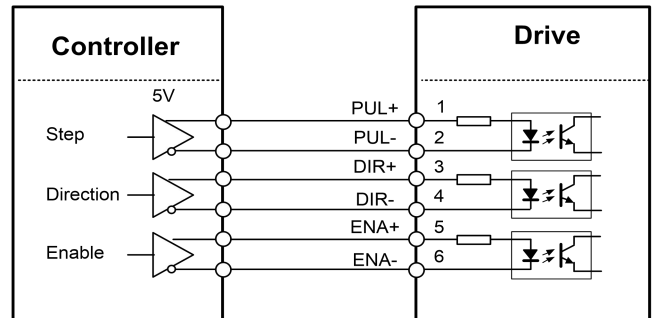 Controller
Drive
5V
Step
PUL+ 1
PUL- 2
DIR+ 3
Direction
DIR- 4
ENA+ 5
Enable
ENA- 6